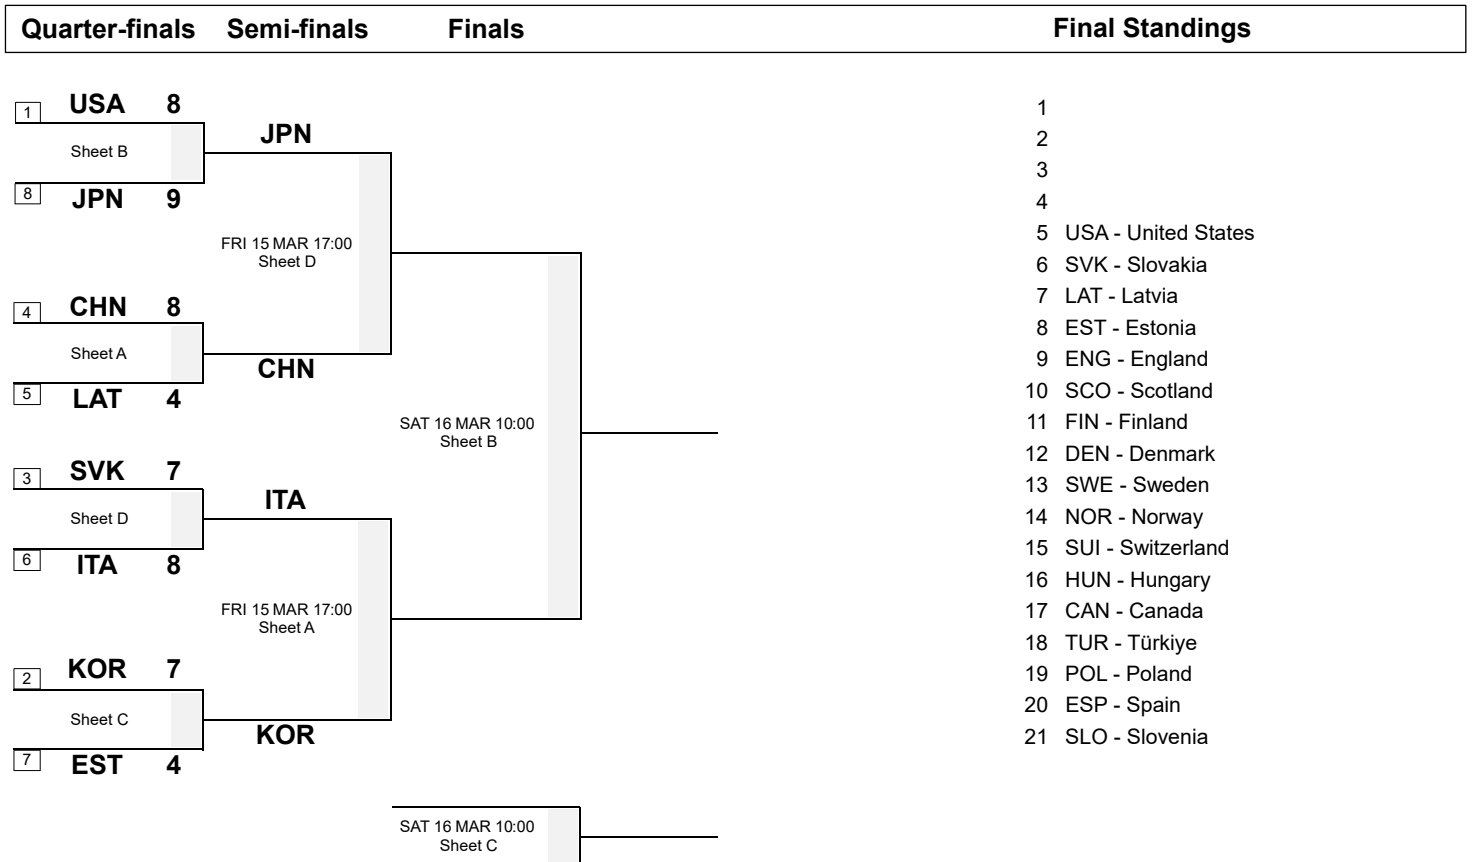 Quarter-finals Semi-finals Finals Final Standings
1 USA 8
Sheet B
8 JPN 9
JPN
FRI 15 MAR 17:00
Sheet D
4 CHN 8
Sheet A
5 LAT 4
CHN
SAT 16 MAR 10:00
Sheet B
3 SVK 7
Sheet D
6 ITA 8
ITA
FRI 15 MAR 17:00
Sheet A
2 KOR 7
Sheet C
7 EST 4
KOR
SAT 16 MAR 10:00
Sheet C
1
2
3
4
5 USA - United States
6 SVK - Slovakia
7 LAT - Latvia
8 EST - Estonia
9 ENG - England
10 SCO - Scotland
11 FIN - Finland
12 DEN - Denmark
13 SWE - Sweden
14 NOR - Norway
15 SUI - Switzerland
16 HUN - Hungary
17 CAN - Canada
18 TUR - Türkiye
19 POL - Poland
20 ESP - Spain
21 SLO - Slovenia